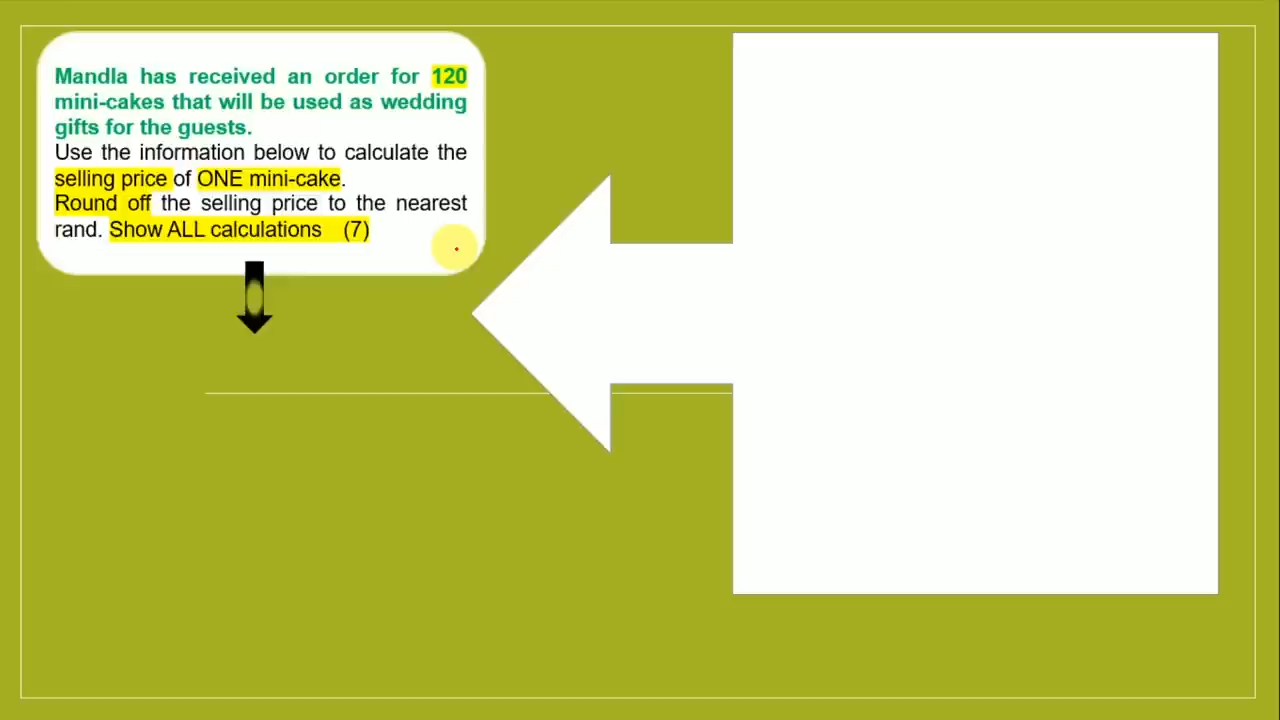 Mandla has received an order for 120
mini-cakes that will be used as wedding
gifts for the guests.
Use the information below to calculate the
selling price of ONE mini-cake.
Round off the selling price to the nearest
rand. Show ALL calculations (7)